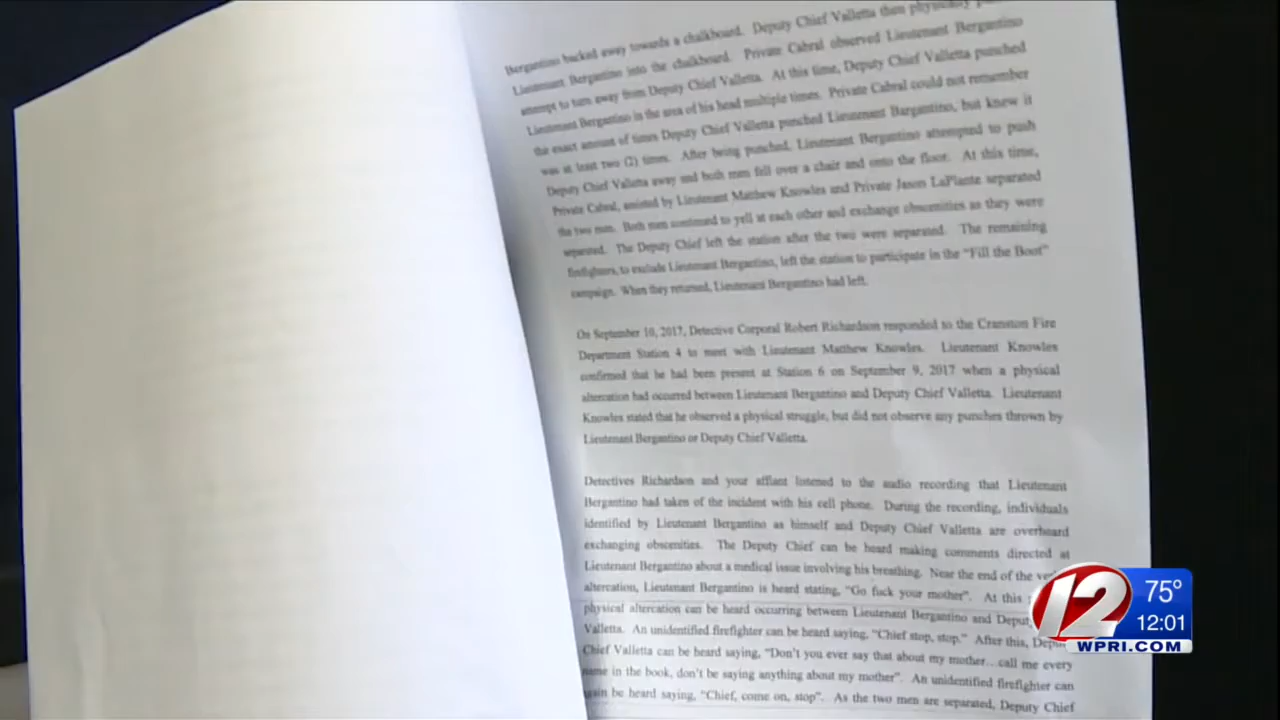 Bergantino backed away towards a chalkboard. Deputy Chief Valletta then physically
Lieutenant Bergantino into the chalkboard. Private Cabral observed Lieutenant Bergantino
attempt to turn away from Deputy Chief Valletta. At this time, Deputy Chief Valletta punched
Lieutenant Bergantino in the area of his head multiple times. Private Cabral could not remember
the exact amount of times Deputy Chief Valletta punched Lieutenant Bargantino, but knew it
was at least two (2) times. After being punched, Lieutenant Bergantino attempted to push
Deputy Chief Valletta away and both men fell over a chair and onto the floor. At this time,
Private Cabral, assisted by Lieutenant Matthew Knowles and Private Jason LaPlante separated
the two men. Both men continued to yell at each other and exchange obscenities as they were
separated. The Deputy Chief left the station after the two were separated. The remaining
firefighters, to exclude Lieutenant Bergantino, left the station to participate in the “Fill the Boot”
campaign. When they returned, Lieutenant Bergantino had left.
On September 10, 2017, Detective Corporal Robert Richardson responded to the Cranston Fire
Department Station 4 to meet with Lieutenant Matthew Knowles. Lieutenant Knowles
confirmed that he had been present at Station 6 on September 9, 2017 when a physical
altercation had occurred between Lieutenant Bergantino and Deputy Chief Valletta. Lieutenant
Knowles stated that he observed a physical struggle, but did not observe any punches thrown by
Lieutenant Bergantino or Deputy Chief Valletta.
Detectives Richardson and your affiant listened to the audio recording that Lieutenant
Bergantino had taken of the incident with his cell phone. During the recording, individuals
identified by Lieutenant Bergantino as himself and Deputy Chief Valletta are overheard
exchanging obscenities. The Deputy Chief can be heard making comments directed at
Lieutenant Bergantino about a medical issue involving his breathing. Near the end of the
altercation, Lieutenant Bergantino is heard stating, “Go fuck your mother”. At this
physical altercation can be heard occurring between Lieutenant Bergantino and
Valletta. An unidentified firefighter can be heard saying, “Chief stop, stop.” After this,
Chief Valletta can be heard saying, “Don’t you ever say that about my mother…call me every
name in the book, don’t be saying anything about my mother”. An unidentified firefighter can
be heard saying, “Chief, come on, stop”. As the two men are separated, Deputy Chief
12
75°
12:01
WPRI.COM